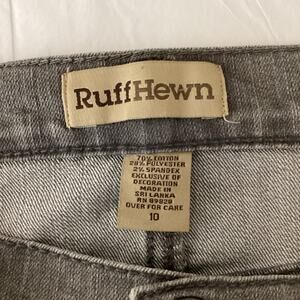 RuffHewn
70% COTTON
28% POLYESTER
2% SPANDEX
EXCLUSIVE OF
DECORATION
MADE IN
SRI LANKA
RN 89829
OVER FOR CARE
10